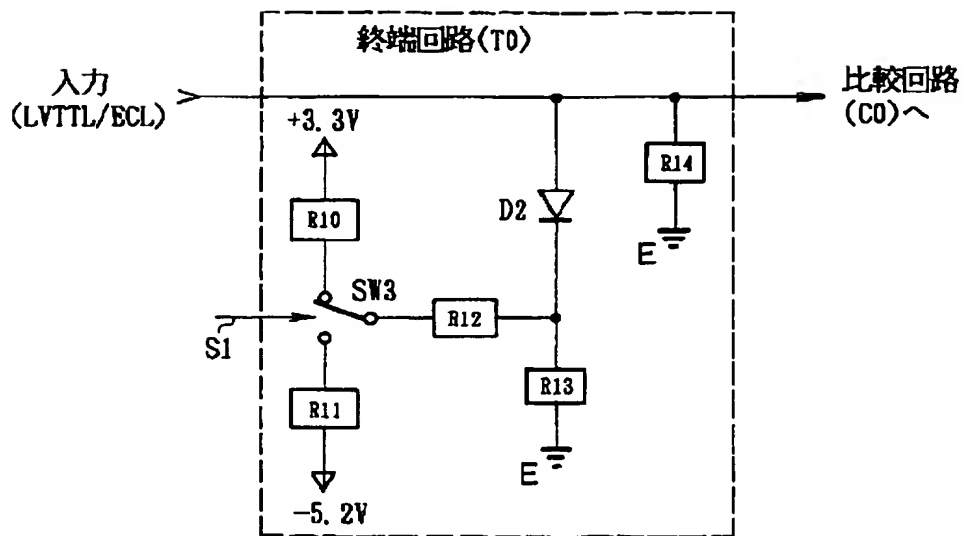 終端回路(T0)
入力
(LVTTL/ECL)
比較回路
(C0)へ
+3.3V
R10
R14
D2
E
SW3
S1
R12
R11
R13
E
-5.2V